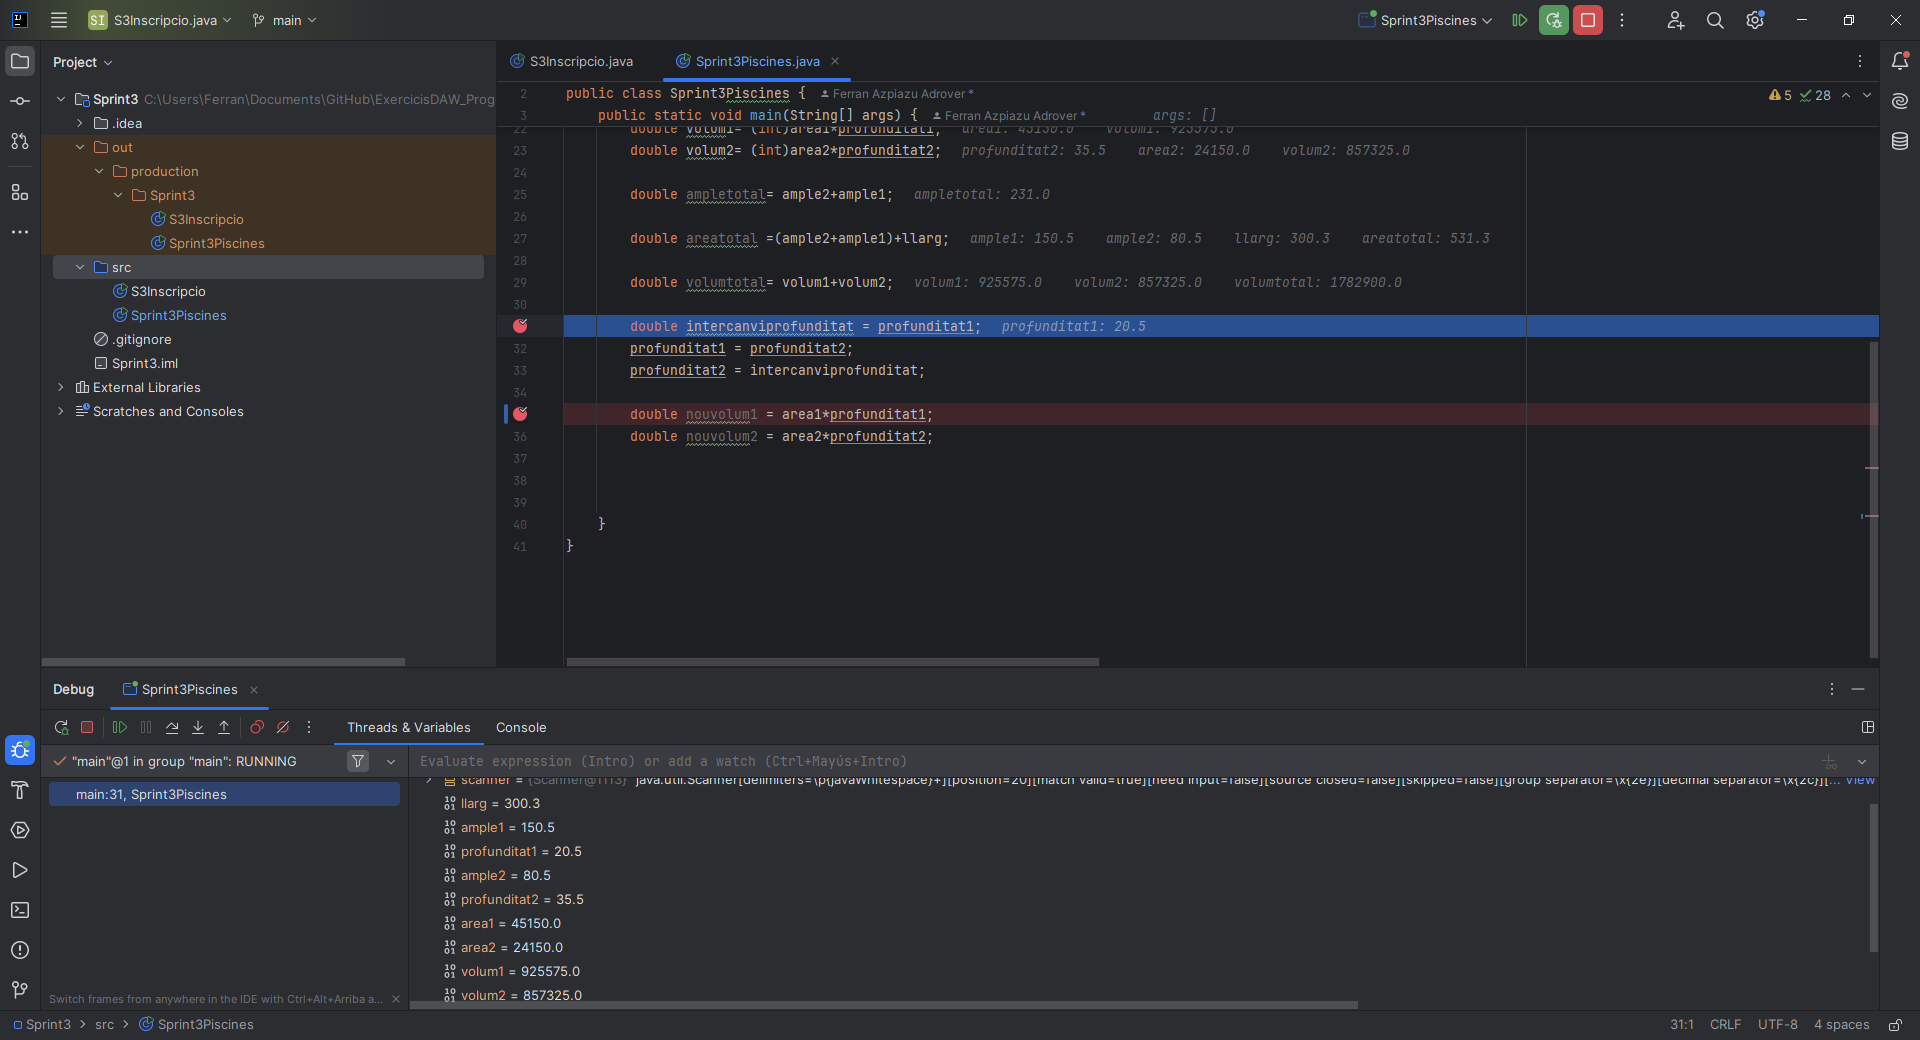 SI S3Inscripcio.java main Sprint3Piscines
Project
Sprint3 C:\Users\Ferran\Documents\GitHub\ExercicisDAW_Prog
.idea
out
production
Sprint3
S3Inscripcio
Sprint3Piscines
src
S3Inscripcio
Sprint3Piscines
.gitignore
Sprint3.iml
External Libraries
Scratches and Consoles
S3Inscripcio.java Sprint3Piscines.java
5 28
2 public class Sprint3Piscines { Ferran Azpiazu Adrover *
3 public static void main(String[] args) { Ferran Azpiazu Adrover * args: []
22 double volum1= (int)area1*profunditat1; area1: 45150.0 volum1: 925575.0
23 double volum2= (int)area2*profunditat2; profunditat2: 35.5 area2: 24150.0 volum2: 857325.0
24
25 double ampletotal= ample2+ample1; ampletotal: 231.0
26
27 double areatotal =(ample2+ample1)+llarg; ample1: 150.5 ample2: 80.5 llarg: 300.3 areatotal: 531.3
28
29 double volumtotal= volum1+volum2; volum1: 925575.0 volum2: 857325.0 volumtotal: 1782900.0
30
double intercanviprofunditat = profunditat1; profunditat1: 20.5
32 profunditat1 = profunditat2;
33 profunditat2 = intercanviprofunditat;
34
double nouvolum1 = area1*profunditat1;
36 double nouvolum2 = area2*profunditat2;
37
38
39
40 }
41 }
Debug Sprint3Piscines
Threads & Variables Console
"main"@1 in group "main": RUNNING
main:31, Sprint3Piscines
Switch frames from anywhere in the IDE with Ctrl+Alt+Arriba a...
Evaluate expression (Intro) or add a watch (Ctrl+Mayús+Intro)
scanner = {Scanner@1113} "java.util.Scanner[delimiters=\p{javaWhitespace}+][position=20][match valid=true][need input=false][source closed=false][skipped=false][group separator=\x{2e}][decimal separator=\x{2c}][... View
llarg = 300.3
ample1 = 150.5
profunditat1 = 20.5
ample2 = 80.5
profunditat2 = 35.5
area1 = 45150.0
area2 = 24150.0
volum1 = 925575.0
volum2 = 857325.0
Sprint3 > src > Sprint3Piscines
31:1 CRLF UTF-8 4 spaces